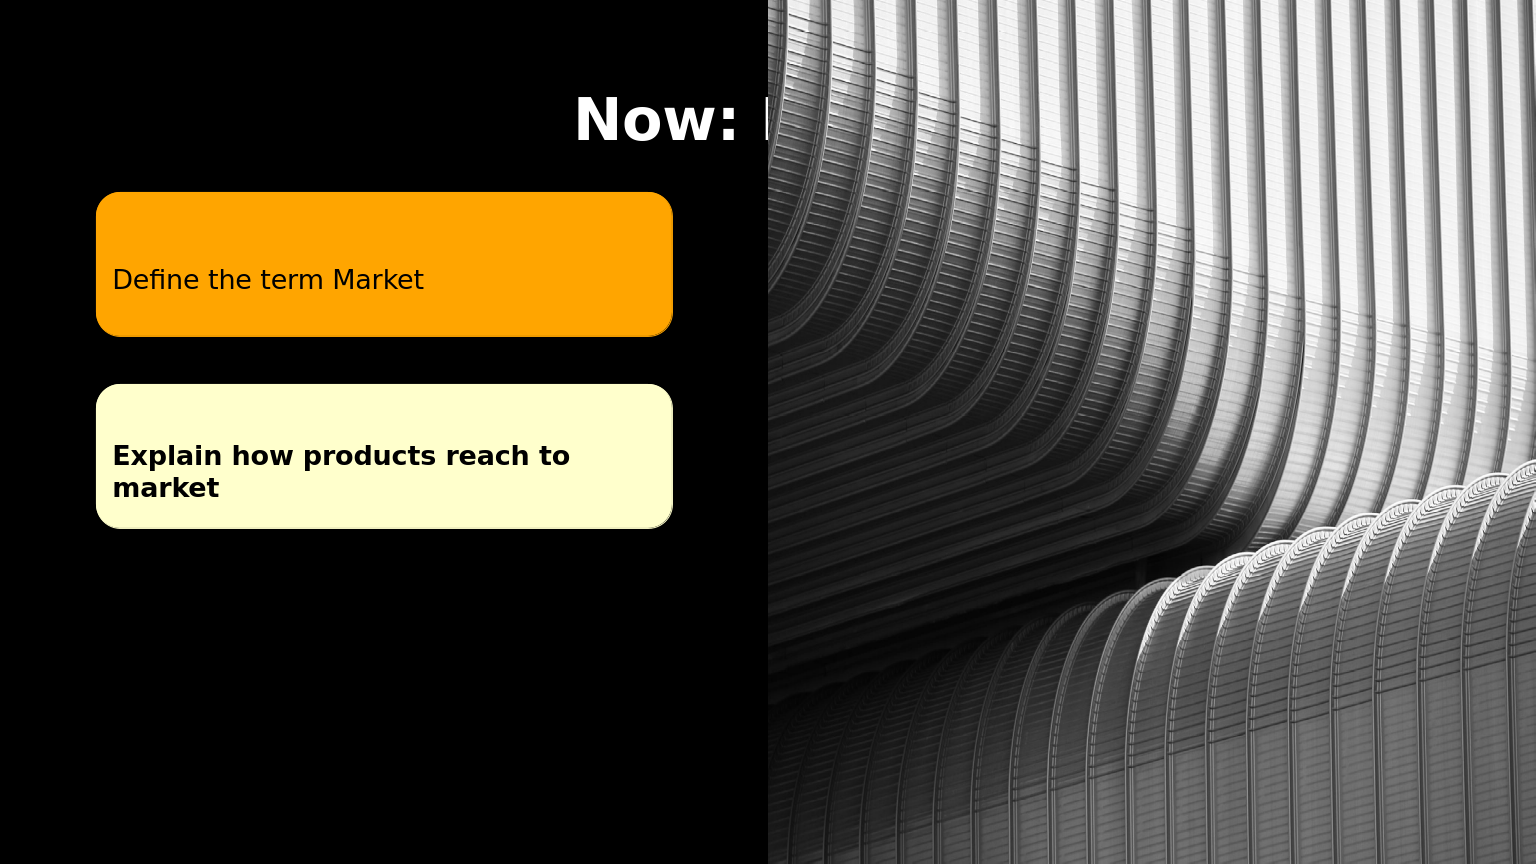 Now:
Define the term Market
Explain how products reach to
market